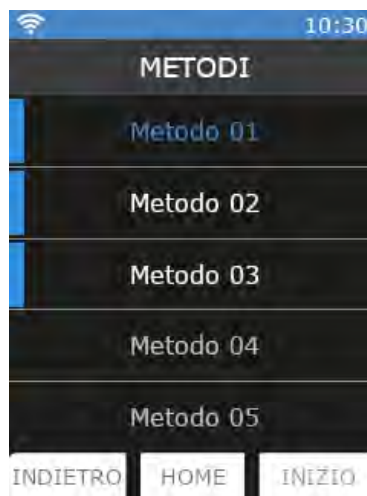 10:30
METODI
Metodo 01
Metodo 02
Metodo 03
Metodo 04
Metodo 05
INDIETRO HOME INIZIO